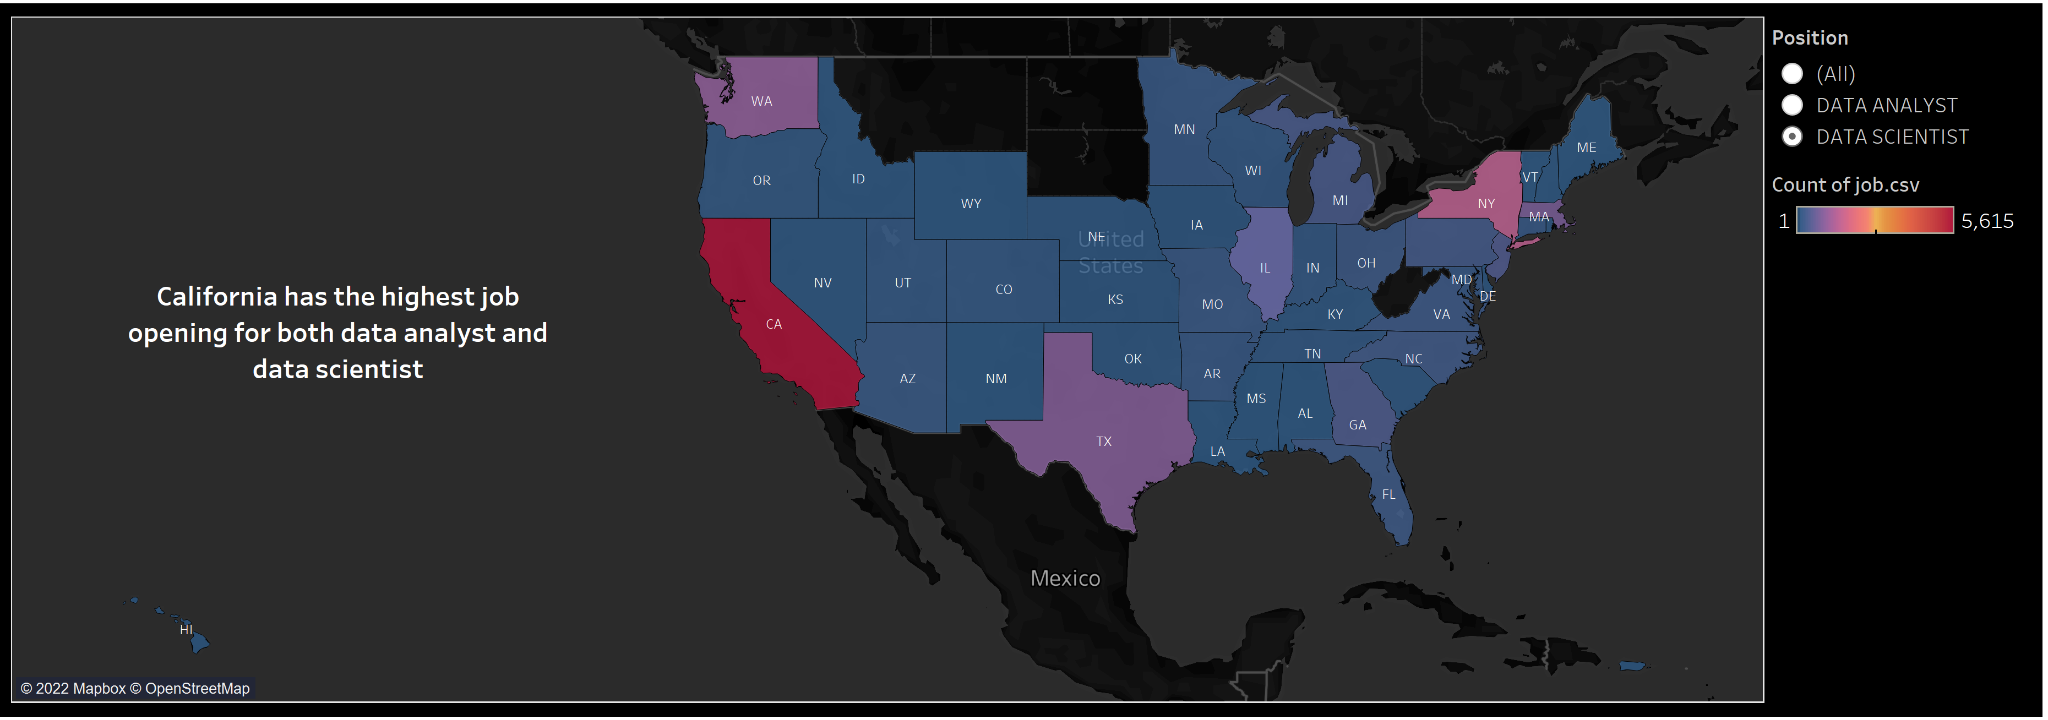 Position
(All)
DATA ANALYST
DATA SCIENTIST
Count of job.csv
1 5,615
California has the highest job
opening for both data analyst and
data scientist
WA
OR
ID
WY
MN
WI
MI
ME
VT
NY
MA
IA
NE
United
States
NV
UT
CO
KS
MO
IL
IN
OH
MD
DE
KY
VA
CA
AZ
NM
OK
AR
TN
NC
MS
AL
GA
TX
LA
FL
Mexico
HI
© 2022 Mapbox © OpenStreetMap